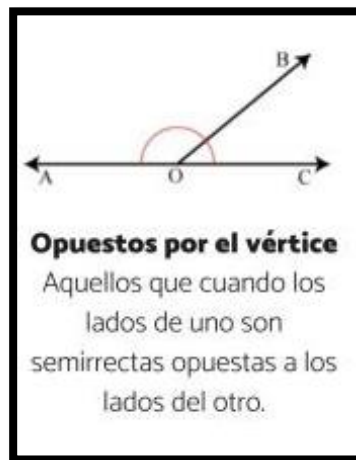 B
A
O
C
Opuestos por el vértice
Aquellos que cuando los
lados de uno son
semirrectas opuestas a los
lados del otro.